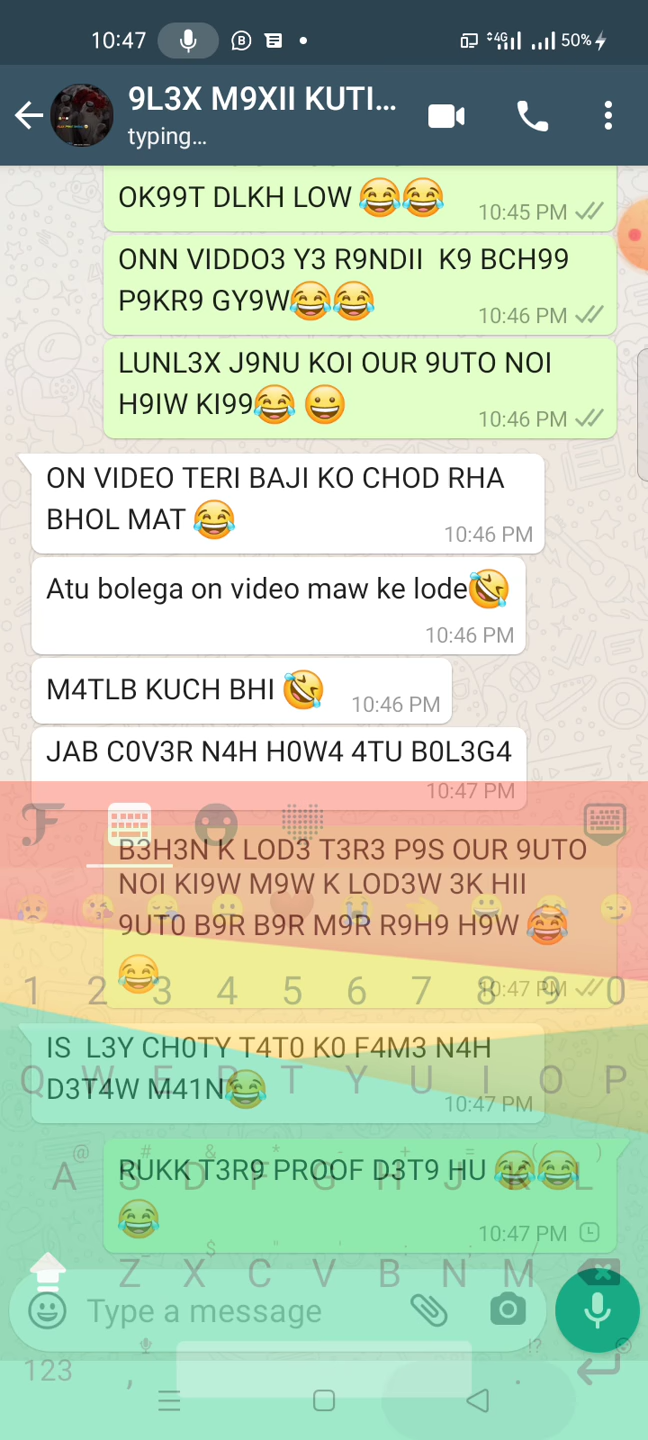 10:47
4G
50%
9L3X M9XII KUTI...
typing...
OK99T DLKH LOW 😂😂
10:45 PM
ONN VIDDO3 Y3 R9NDII K9 BCH99
P9KR9 GY9W😂😂
10:46 PM
LUNL3X J9NU KOI OUR 9UTO NOI
H9IW KI99😂 😀
10:46 PM
ON VIDEO TERI BAJI KO CHOD RHA
BHOL MAT 😂
10:46 PM
Atu bolega on video maw ke lode🤣
10:46 PM
M4TLB KUCH BHI 🤣
10:46 PM
JAB C0V3R N4H H0W4 4TU B0L3G4
10:47 PM
B3H3N K LOD3 T3R3 P9S OUR 9UTO
NOI KI9W M9W K LOD3W 3K HII
9UT0 B9R B9R M9R R9H9 H9W 😂
😂
10:47 PM
1 2 3 4 5 6 7 8 9 0
IS L3Y CH0TY T4T0 K0 F4M3 N4H
D3T4W M41N😂
10:47 PM
Q W E R T Y U I O P
RUKK T3R9 PROOF D3T9 HU 😂😂
😂
10:47 PM
A S D F G H J K L
Z X C V B N M
Type a message
123 , .
!?